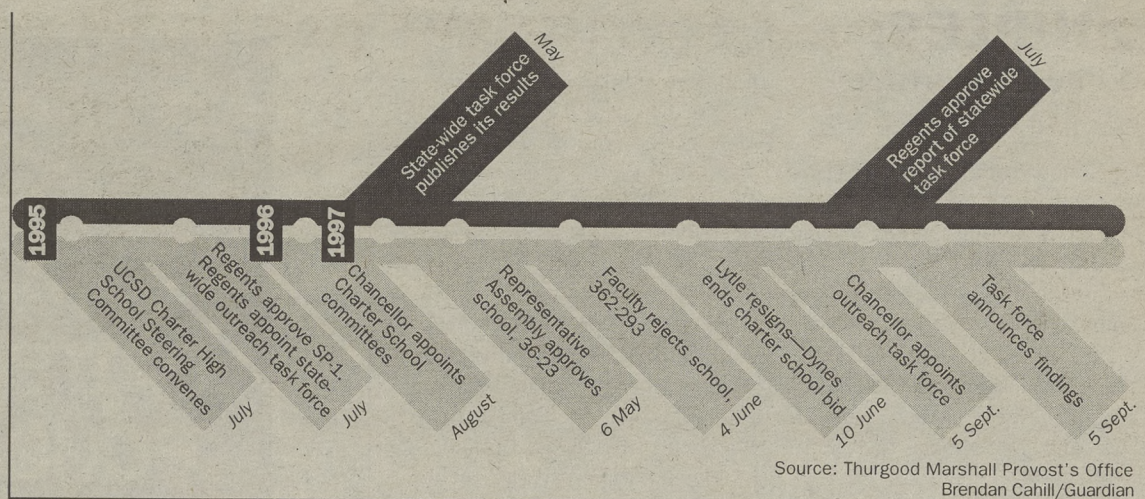 May
State-wide task force
publishes its results
July
Regents approve
report of statewide
task force
1995
1996
1997
UCSD Charter High
School Steering
Committee convenes
July
Regents approve SP-1.
Regents appoint state-
wide outreach task force
July
Chancellor appoints
Charter School
committees
August
Representative
Assembly approves
school, 36-23
6 May
Faculty rejects school,
362-293
4 June
Lytle resigns—Dynes
ends charter school bid
10 June
Chancellor appoints
outreach task force
5 Sept.
Task force
announces findings
5 Sept.
Source: Thurgood Marshall Provost's Office
Brendan Cahill/Guardian